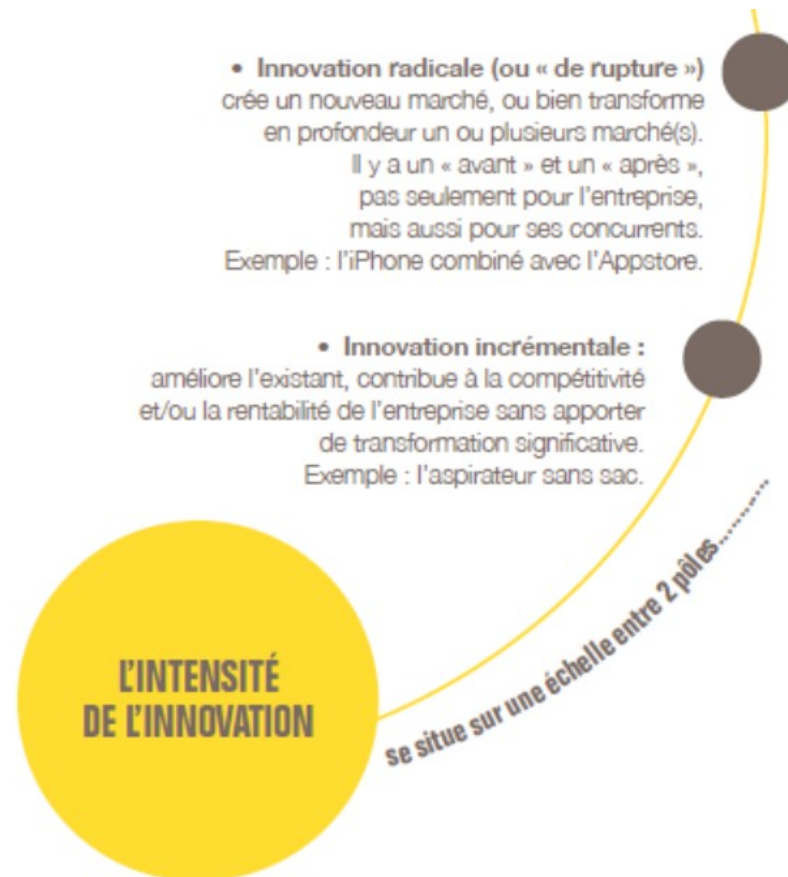 • Innovation radicale (ou « de rupture »)
crée un nouveau marché, ou bien transforme
en profondeur un ou plusieurs marché(s).
Il y a un « avant » et un « après »,
pas seulement pour l'entreprise,
mais aussi pour ses concurrents.
Exemple : l'iPhone combiné avec l'Appstore.
• Innovation incrémentale :
améliore l'existant, contribue à la compétitivité
et/ou la rentabilité de l'entreprise sans apporter
de transformation significative.
Exemple : l'aspirateur sans sac.
L'INTENSITÉ
DE L'INNOVATION
se situe sur une échelle entre 2 pôles..........